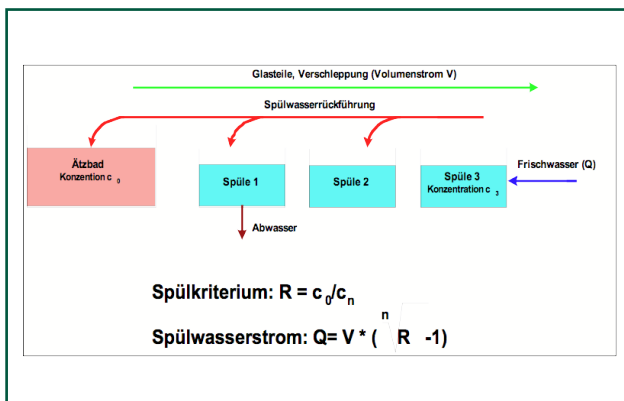 Glasteile, Verschleppung (Volumenstrom V)
Spülwasserrückführung
Ätzbad
Konzention c 0
Spüle 1
Spüle 2
Spüle 3
Konzentration c 3
Frischwasser (Q)
Abwasser
Spülkriterium: R = c0/cn
Spülwasserstrom: Q= V * ( n√R -1)